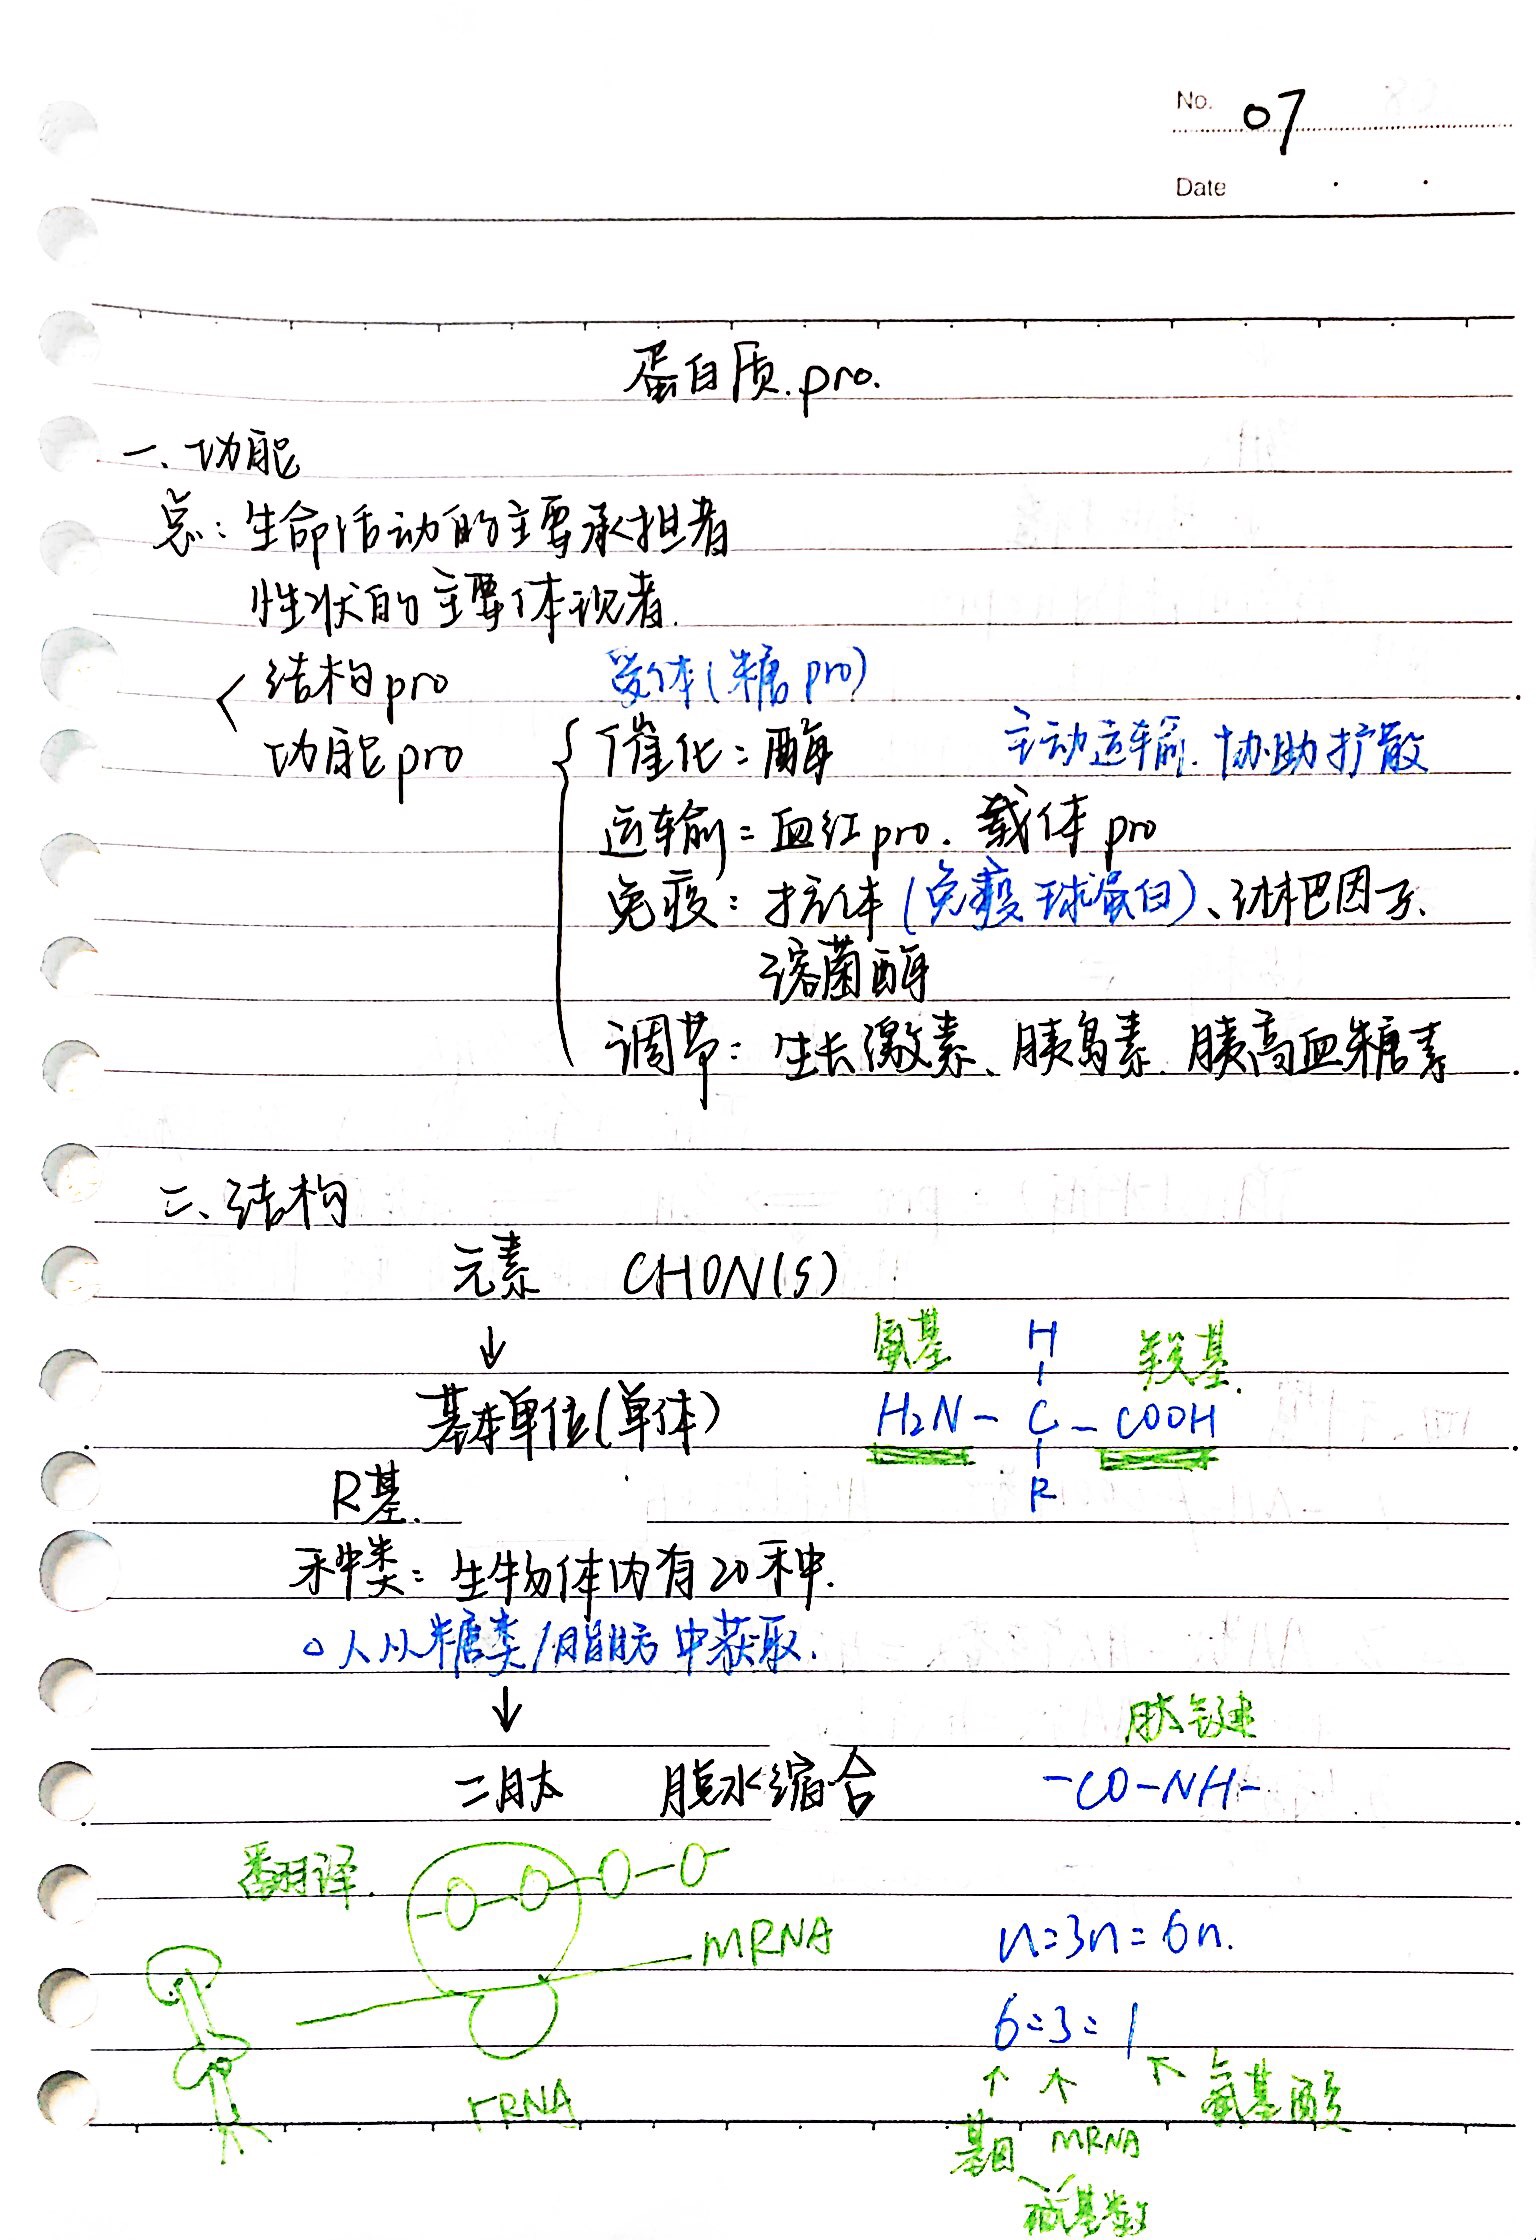 No. 07
Date
蛋白质.pro.
一、功能
总:生命活动的主要承担者
性状的主要体现者.
结构pro 受体(糖pro)
功能pro { 催化:酶 主动运输.协助扩散
运输:血红pro. 载体pro
免疫:抗体(免疫球蛋白)、淋巴因子.
溶菌酶
调节:生长激素、胰岛素.胰高血糖素
二、结构
元素 CHON(S)
↓ 氨基 H 羧基.
基本单位(单体) H₂N-C-COOH
R基. R
种类:生物体内有20种.
○人从糖类/脂肪中获取.
↓ 肽键
二肽 脱水缩合 -CO-NH-
翻译.
MRNA n:3n:6n.
6:3:1
rRNA ↑ ↑ ↖ 氨基酸
基因 MRNA
碱基数